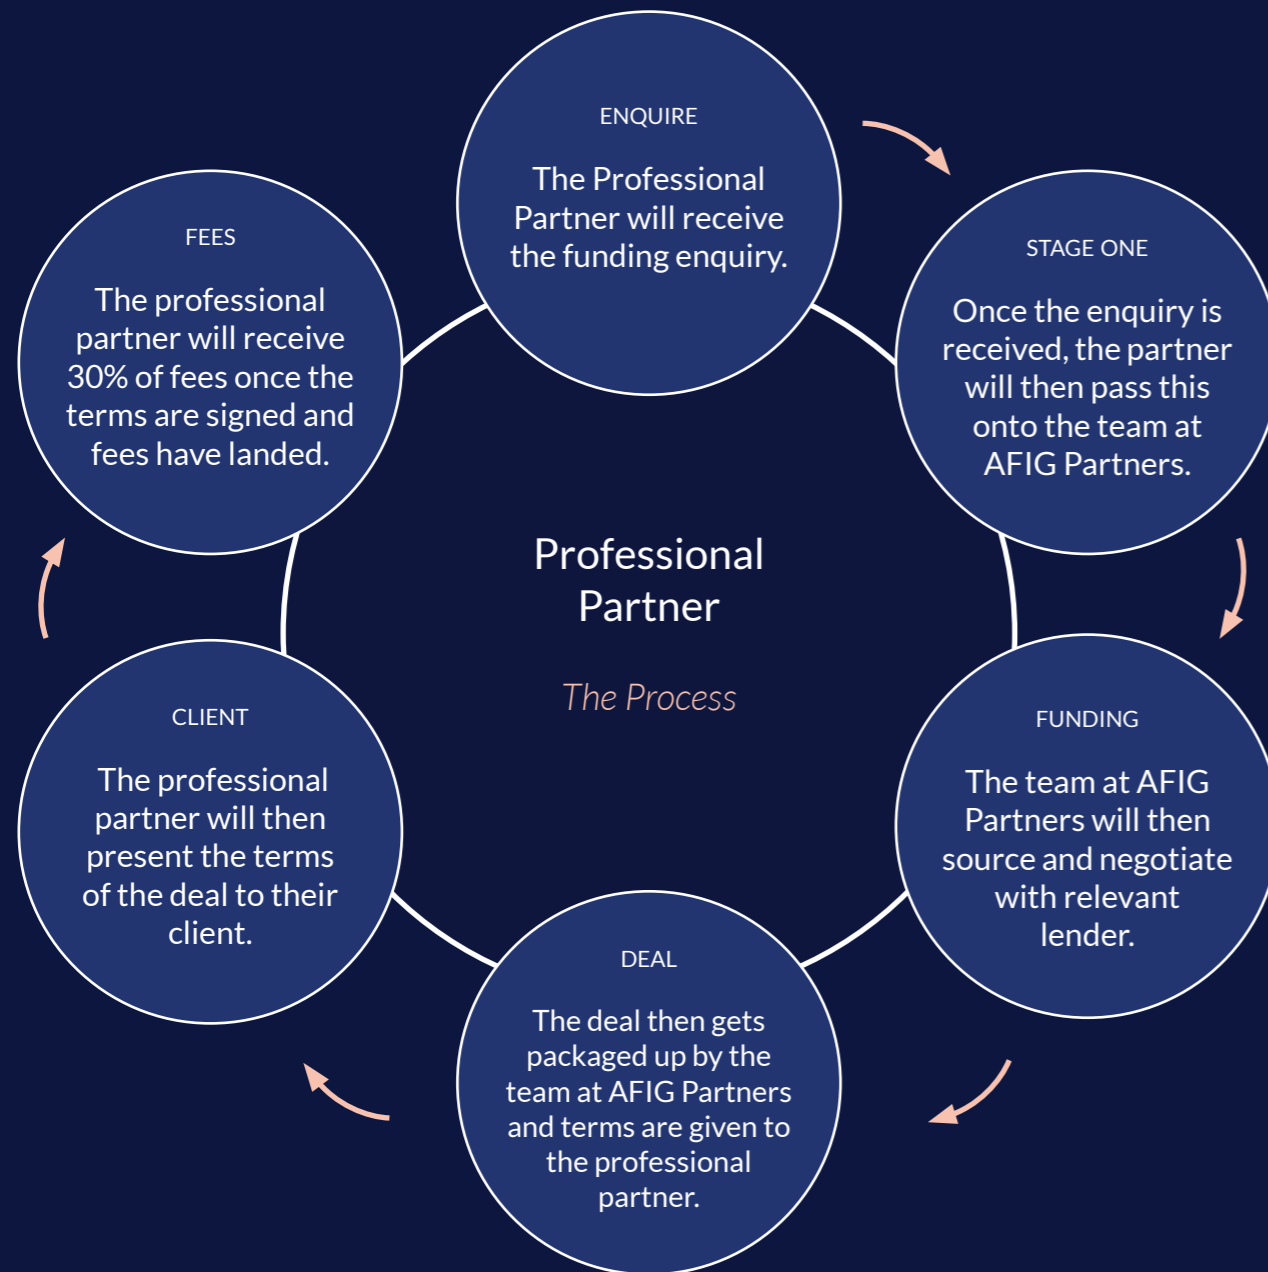 ENQUIRE
The Professional
Partner will receive
the funding enquiry.
STAGE ONE
Once the enquiry is
received, the partner
will then pass this
onto the team at
AFIG Partners.
FUNDING
The team at AFIG
Partners will then
source and negotiate
with relevant
lender.
DEAL
The deal then gets
packaged up by the
team at AFIG Partners
and terms are given to
the professional
partner.
CLIENT
The professional
partner will then
present the terms
of the deal to their
client.
FEES
The professional
partner will receive
30% of fees once the
terms are signed and
fees have landed.
Professional
Partner
The Process